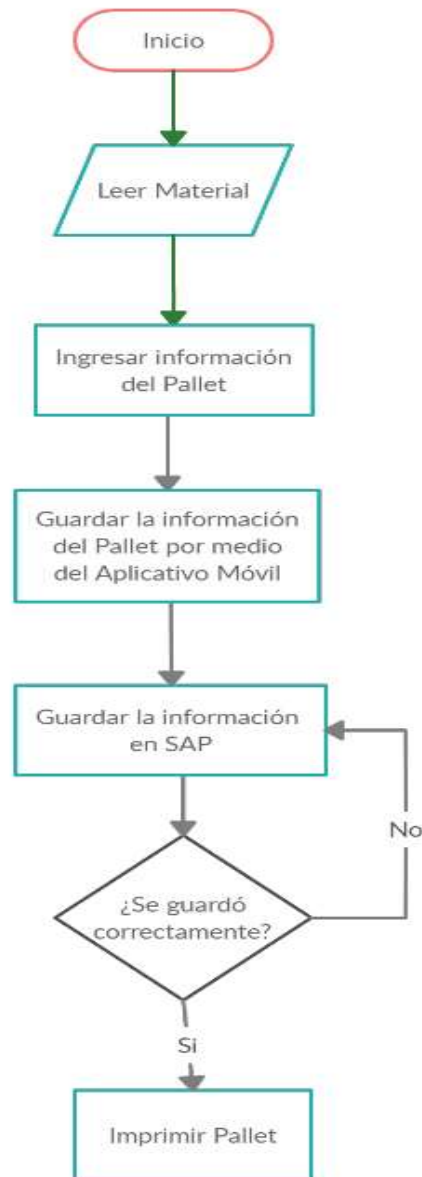 Inicio
Leer Material
Ingresar información
del Pallet
Guardar la información
del Pallet por medio
del Aplicativo Móvil
Guardar la información
en SAP
No
¿Se guardó
correctamente?
Si
Imprimir Pallet